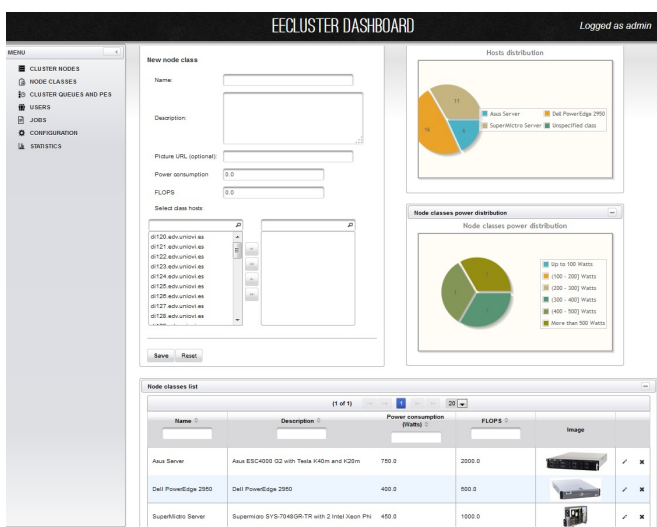 EECLUSTER DASHBOARD
Logged as admin
MENU
CLUSTER NODES
NODE CLASSES
CLUSTER QUEUES AND PES
USERS
JOBS
CONFIGURATION
STATISTICS
New node class
Name:
Description:
Picture URL (optional):
Power consumption
0.0
FLOPS
0.0
Select class hosts:
di120.edv.uniovi.es
di121.edv.uniovi.es
di122.edv.uniovi.es
di123.edv.uniovi.es
di124.edv.uniovi.es
di125.edv.uniovi.es
di126.edv.uniovi.es
di127.edv.uniovi.es
di128.edv.uniovi.es
Save
Reset
Hosts distribution
11
16
6
Asus Server
Dell PowerEdge 2950
SuperMictro Server
Unspecified class
Node classes power distribution
Node classes power distribution
1
1
1
Up to 100 Watts
(100 - 200] Watts
(200 - 300] Watts
(300 - 400] Watts
(400 - 500] Watts
More than 500 Watts
Node classes list
(1 of 1)
1
20
Name
Description
Power consumption
(Watts)
FLOPS
Image
Asus Server
Asus ESC4000 G2 with Tesla K40m and K20m
750.0
2000.0
Dell PowerEdge 2950
Dell PowerEdge 2950
400.0
500.0
SuperMictro Server
Supermicro SYS-7048GR-TR with 2 Intel Xeon Phi
450.0
1000.0